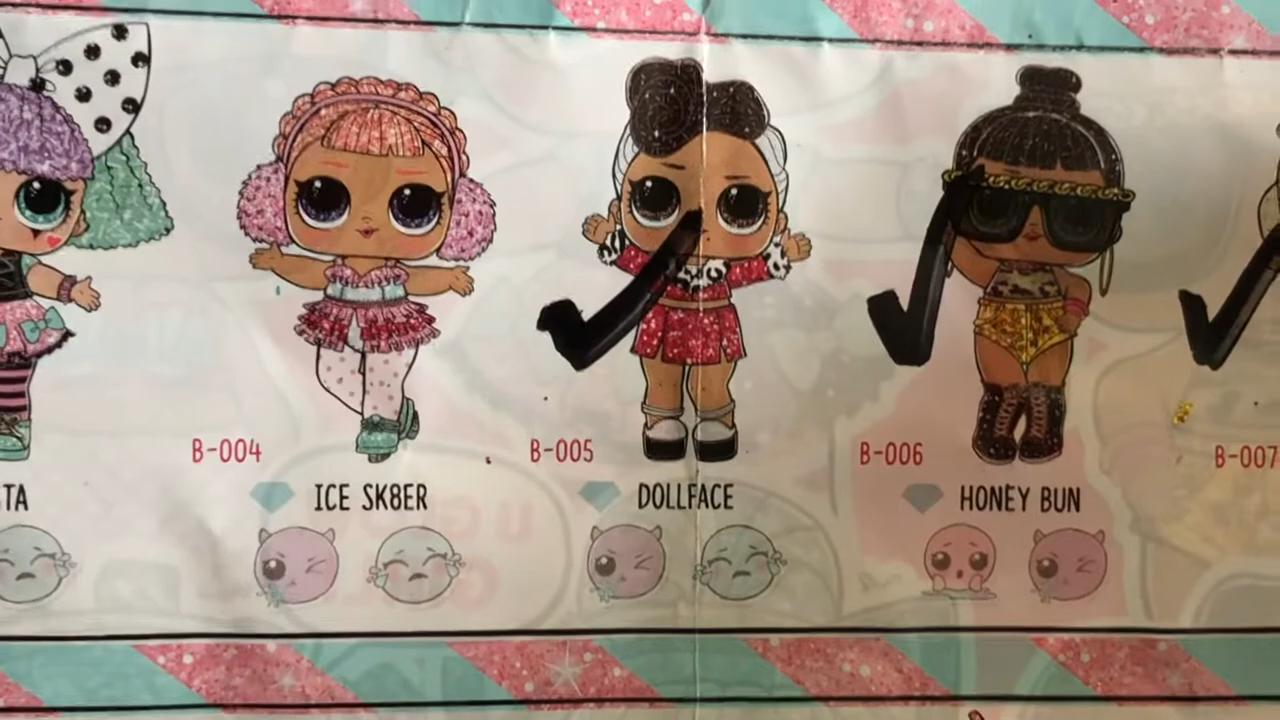 B-004
B-005
B-006
B-007
TA
ICE SK8ER
DOLLFACE
HONEY BUN